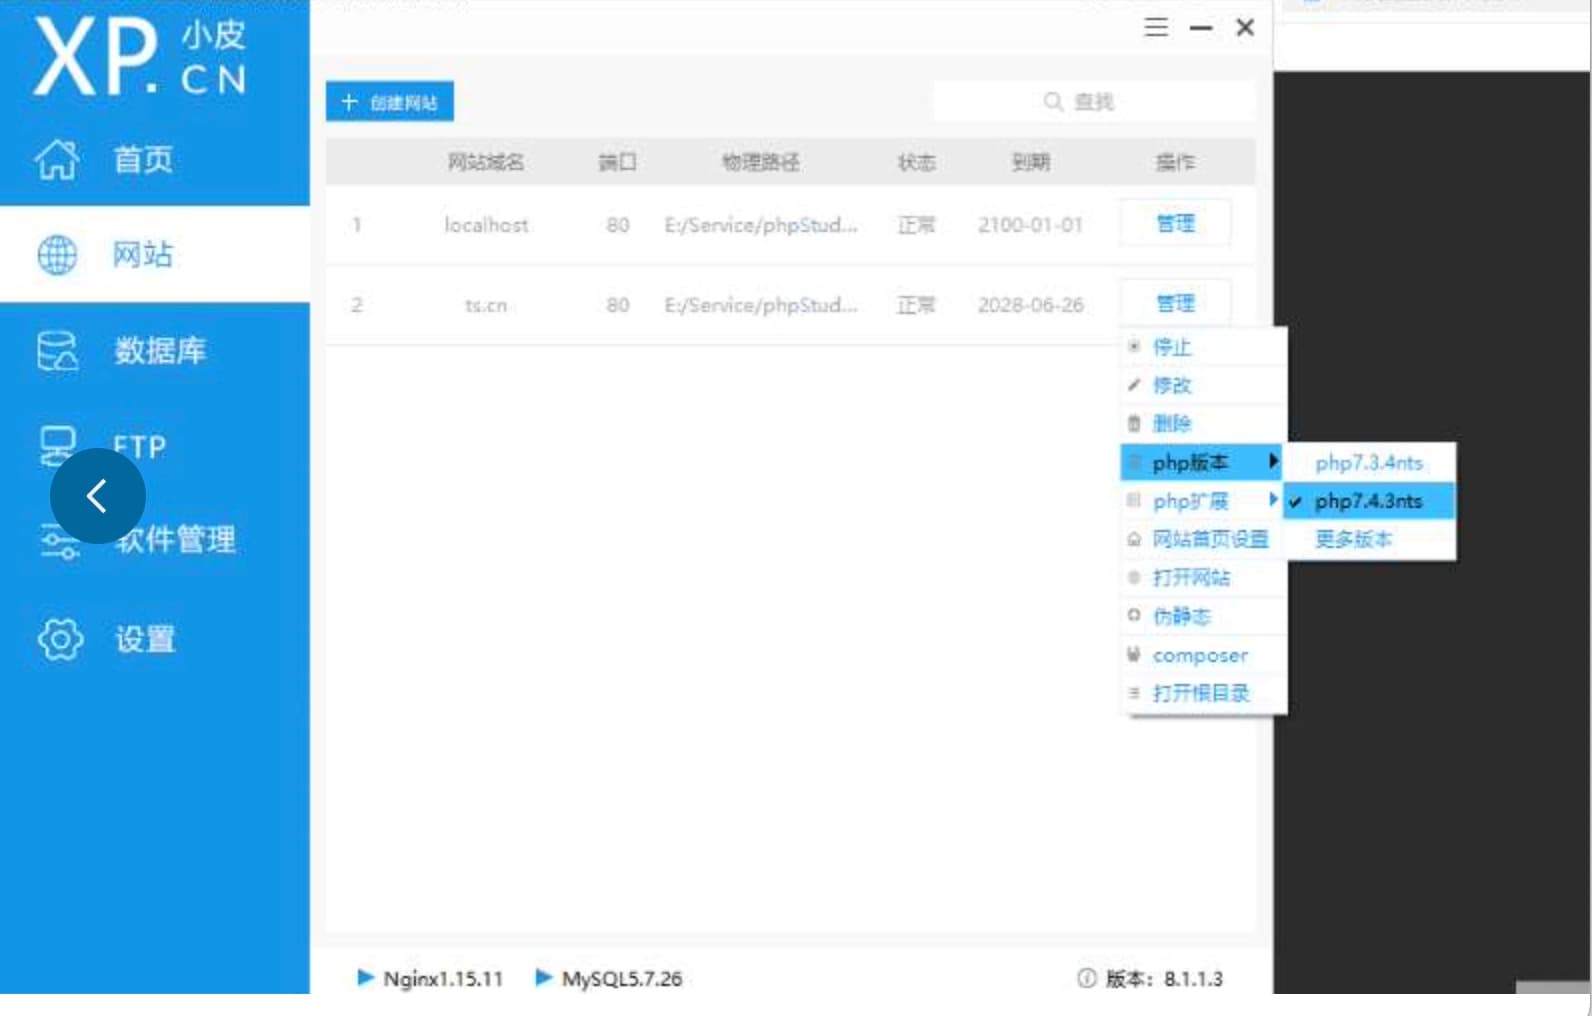 XP. 小皮 CN
首页
网站
数据库
FTP
软件管理
设置
创建网站
查找
网站域名 端口 物理路径 状态 到期 操作
1 localhost 80 E:/Service/phpStud... 正常 2100-01-01 管理
2 ts.cn 80 E:/Service/phpStud... 正常 2028-06-26 管理
停止
修改
删除
php版本
php扩展
网站首页设置
打开网站
伪静态
composer
打开根目录
php7.3.4nts
php7.4.3nts
更多版本
Nginx1.15.11 MySQL5.7.26 版本：8.1.1.3